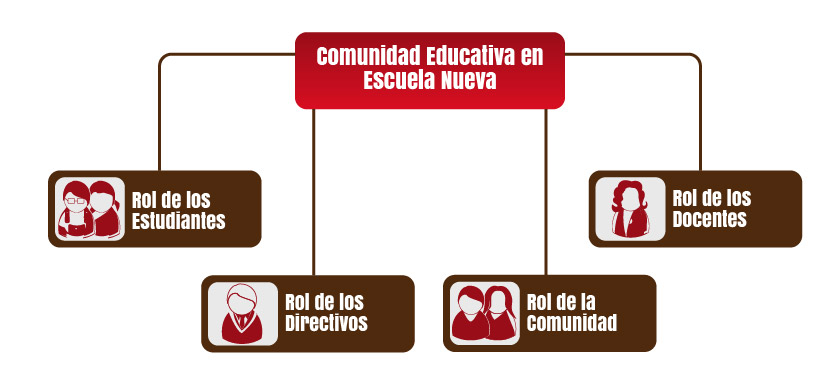 Comunidad Educativa en
Escuela Nueva
Rol de los
Estudiantes
Rol de los
Docentes
Rol de los
Directivos
Rol de la
Comunidad